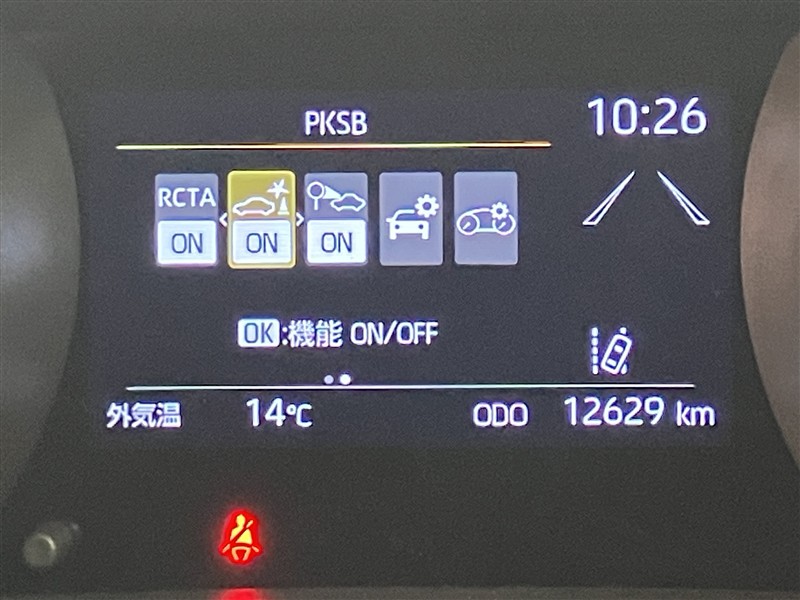 PKSB
10:26
RCTA
ON
ON
ON
OK:機能 ON/OFF
外気温 14℃ ODO 12629 km